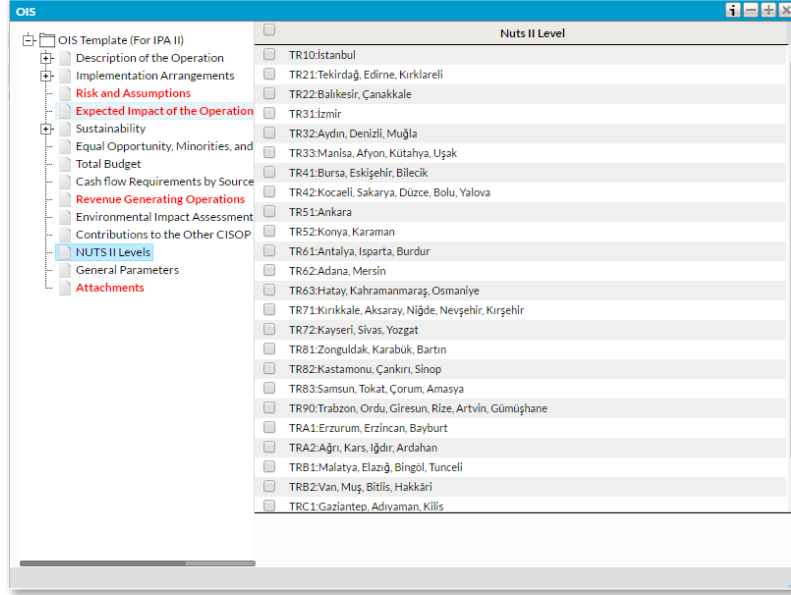 OIS
OIS Template (For IPA II)
Description of the Operation
Implementation Arrangements
Risk and Assumptions
Expected Impact of the Operation
Sustainability
Equal Opportunity, Minorities, and
Total Budget
Cash flow Requirements by Source
Revenue Generating Operations
Environmental Impact Assessment
Contributions to the Other CISOP
NUTS II Levels
General Parameters
Attachments
Nuts II Level
TR10:İstanbul
TR21:Tekirdağ, Edirne, Kırklareli
TR22:Balıkesir, Çanakkale
TR31:İzmir
TR32:Aydın, Denizli, Muğla
TR33:Manisa, Afyon, Kütahya, Uşak
TR41:Bursa, Eskişehir, Bilecik
TR42:Kocaeli, Sakarya, Düzce, Bolu, Yalova
TR51:Ankara
TR52:Konya, Karaman
TR61:Antalya, Isparta, Burdur
TR62:Adana, Mersin
TR63:Hatay, Kahramanmaraş, Osmaniye
TR71:Kırıkkale, Aksaray, Niğde, Nevşehir, Kırşehir
TR72:Kayseri, Sivas, Yozgat
TR81:Zonguldak, Karabük, Bartın
TR82:Kastamonu, Çankırı, Sinop
TR83:Samsun, Tokat, Çorum, Amasya
TR90:Trabzon, Ordu, Giresun, Rize, Artvin, Gümüşhane
TRA1:Erzurum, Erzincan, Bayburt
TRA2:Ağrı, Kars, Iğdır, Ardahan
TRB1:Malatya, Elazığ, Bingöl, Tunceli
TRB2:Van, Muş, Bitlis, Hakkâri
TRC1:Gaziantep, Adıyaman, Kilis